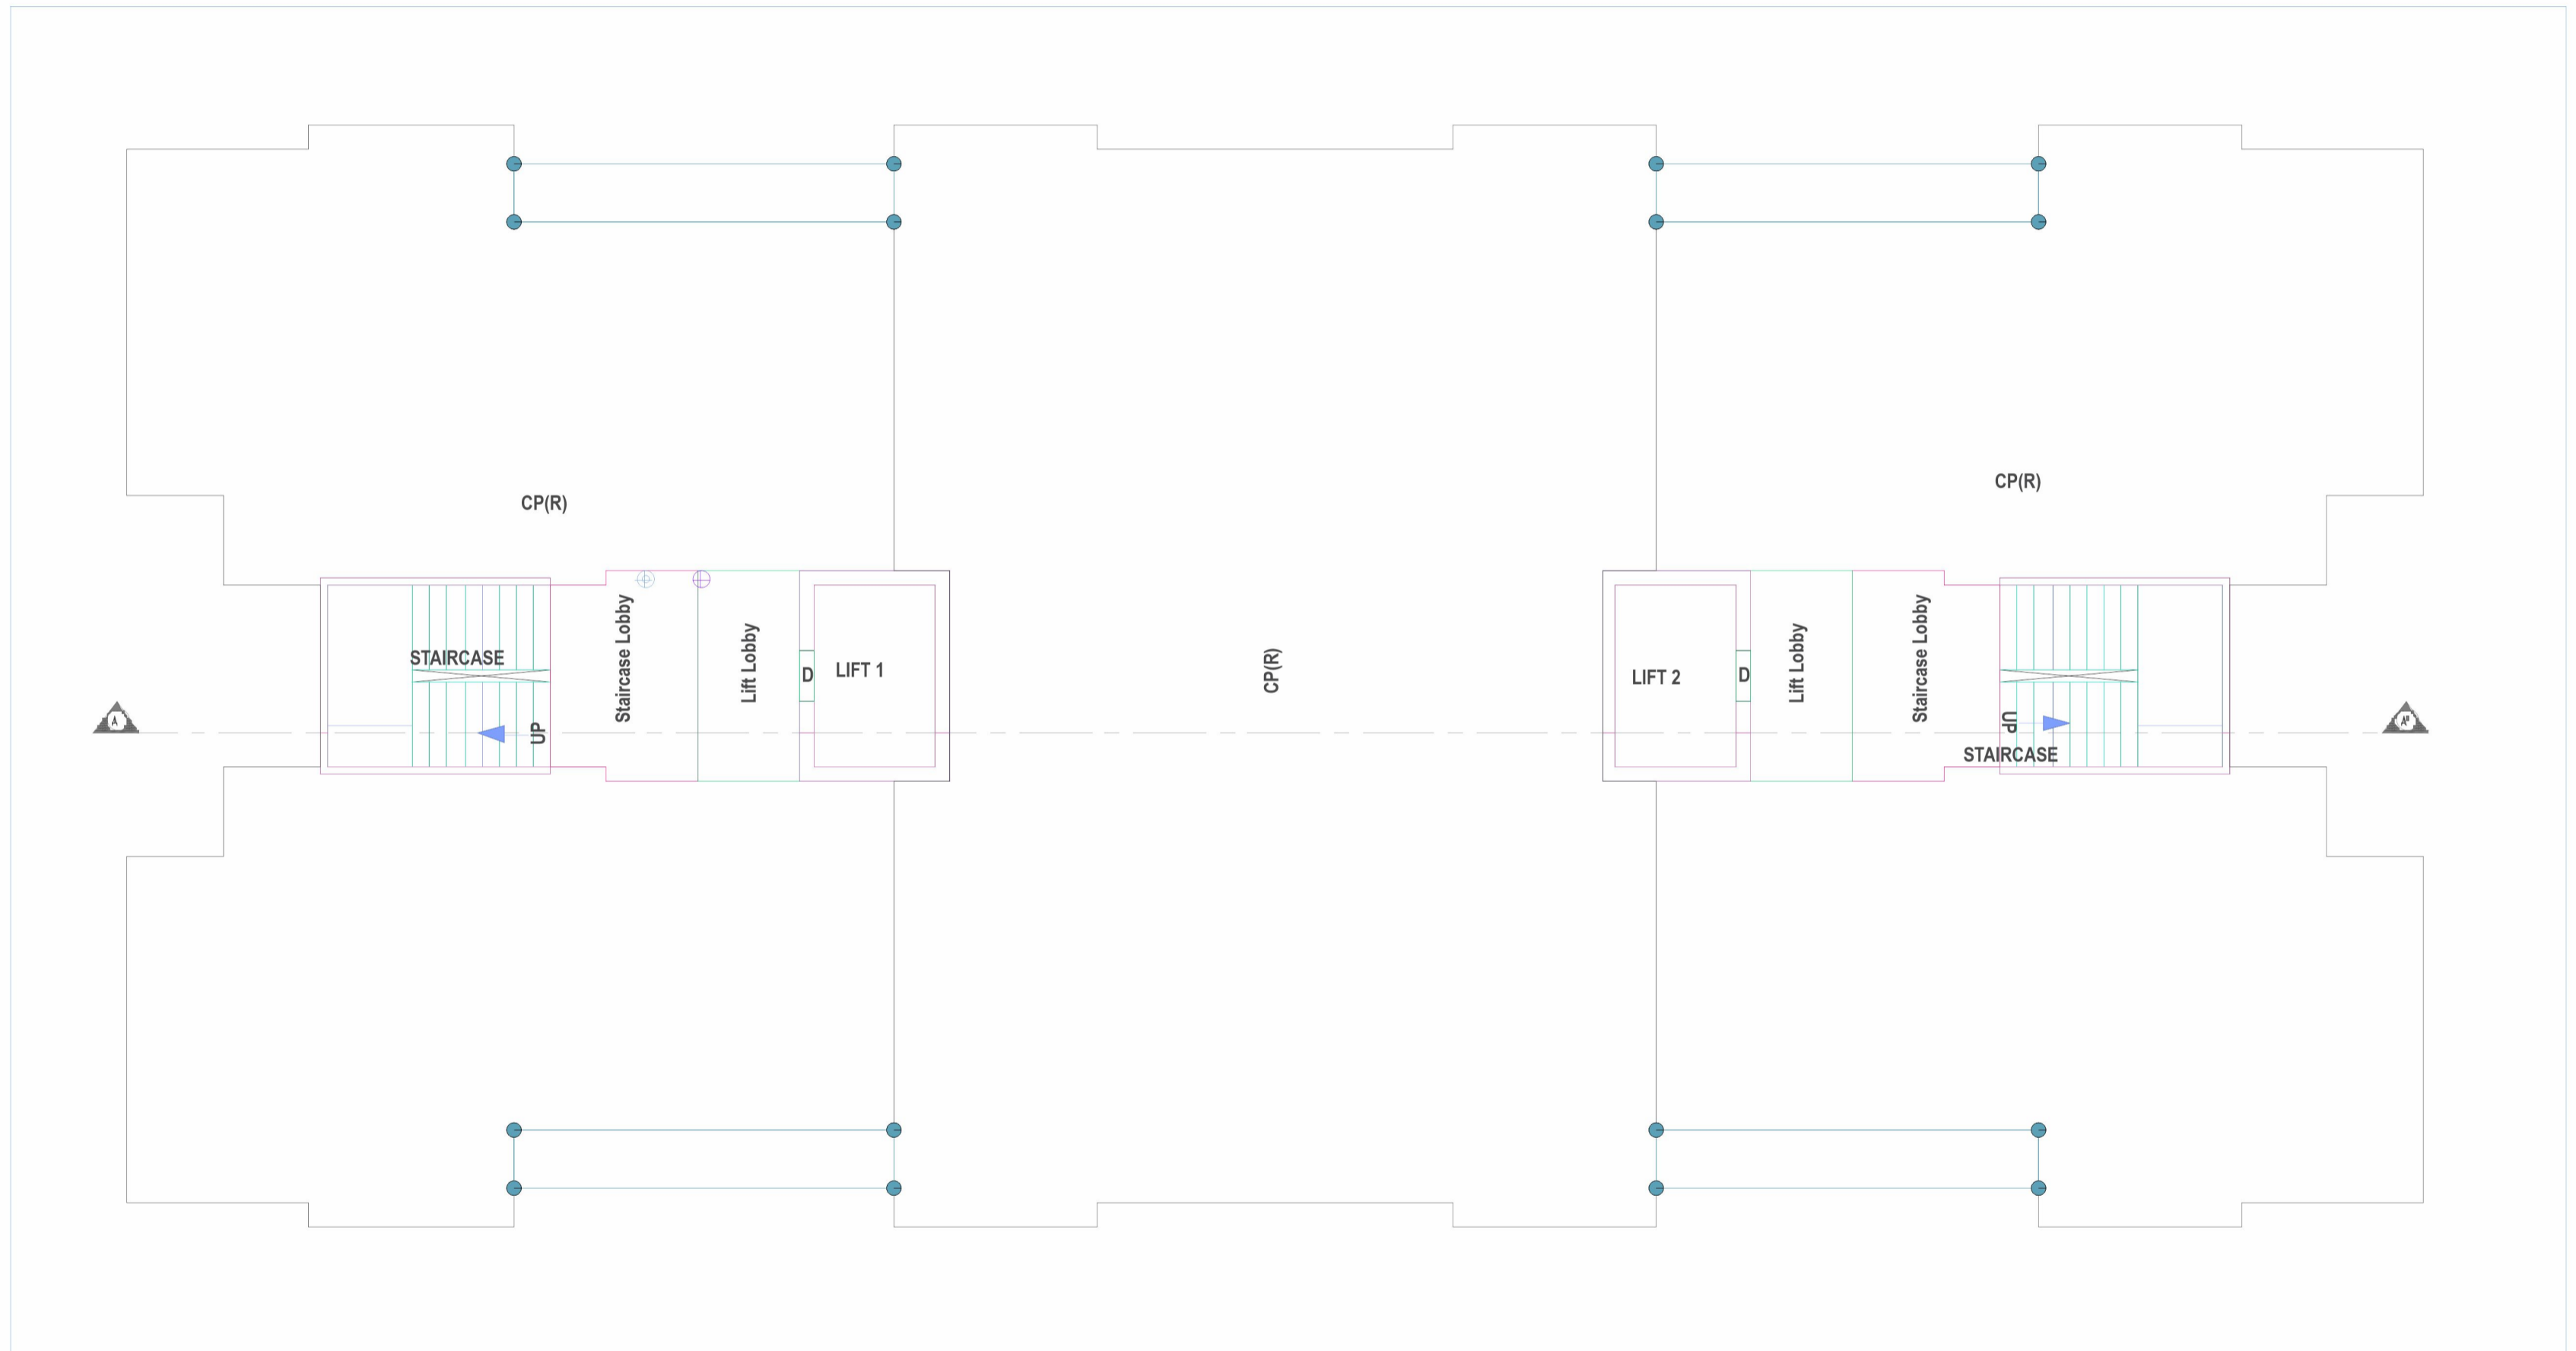 CP(R)
CP(R)
STAIRCASE
Staircase Lobby
Lift Lobby
D
LIFT 1
UP
CP(R)
LIFT 2
D
Lift Lobby
Staircase Lobby
UP
STAIRCASE
A
A"